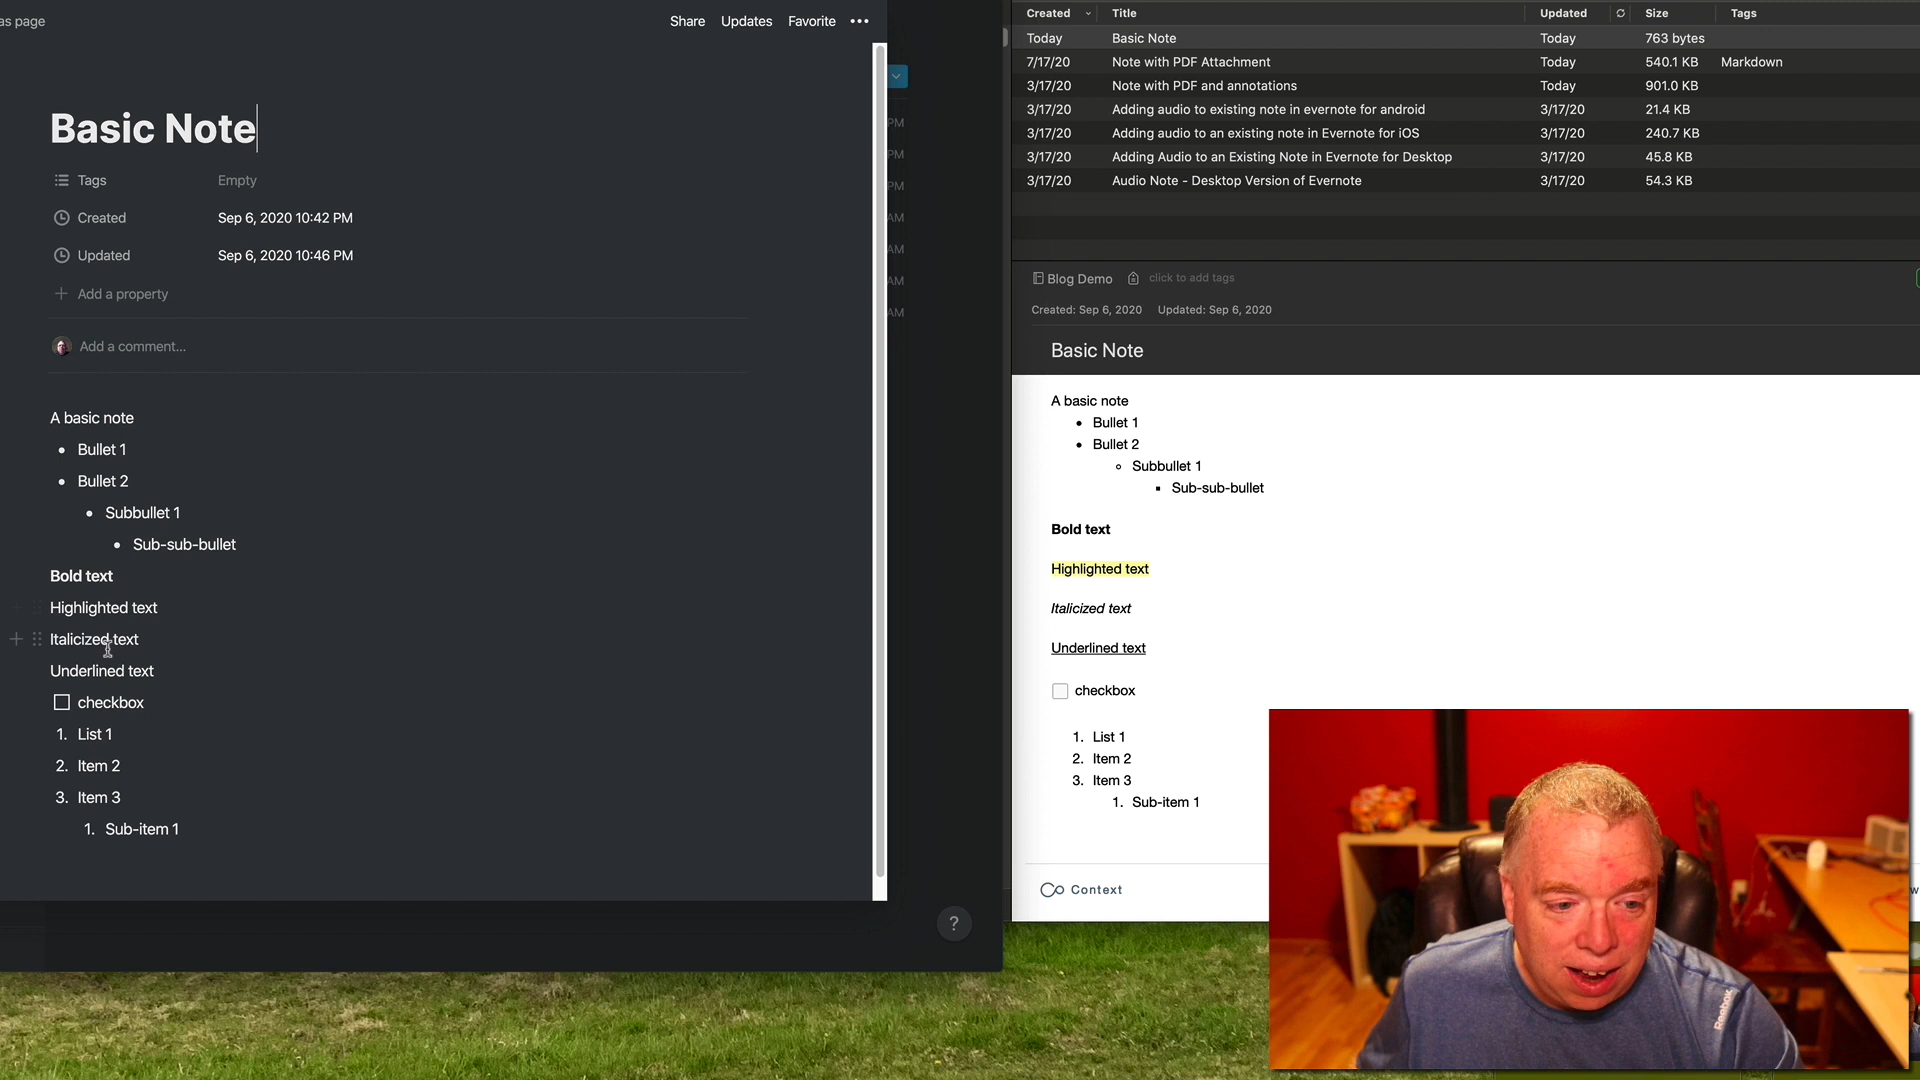 as page
Share Updates Favorite •••
Basic Note
Tags Empty
Created Sep 6, 2020 10:42 PM
Updated Sep 6, 2020 10:46 PM
+ Add a property
Add a comment...
A basic note
• Bullet 1
• Bullet 2
• Subbullet 1
• Sub-sub-bullet
Bold text
Highlighted text
Italicized text
Underlined text
checkbox
1. List 1
2. Item 2
3. Item 3
1. Sub-item 1
PM
PM
PM
AM
AM
AM
AM
?
Created Title Updated Size Tags
Today Basic Note Today 763 bytes
7/17/20 Note with PDF Attachment Today 540.1 KB Markdown
3/17/20 Note with PDF and annotations Today 901.0 KB
3/17/20 Adding audio to existing note in evernote for android 3/17/20 21.4 KB
3/17/20 Adding audio to an existing note in Evernote for iOS 3/17/20 240.7 KB
3/17/20 Adding Audio to an Existing Note in Evernote for Desktop 3/17/20 45.8 KB
3/17/20 Audio Note - Desktop Version of Evernote 3/17/20 54.3 KB
Blog Demo click to add tags
Created: Sep 6, 2020 Updated: Sep 6, 2020
Basic Note
A basic note
• Bullet 1
• Bullet 2
◦ Subbullet 1
▪ Sub-sub-bullet
Bold text
Highlighted text
Italicized text
Underlined text
checkbox
1. List 1
2. Item 2
3. Item 3
1. Sub-item 1
Context
Reebok